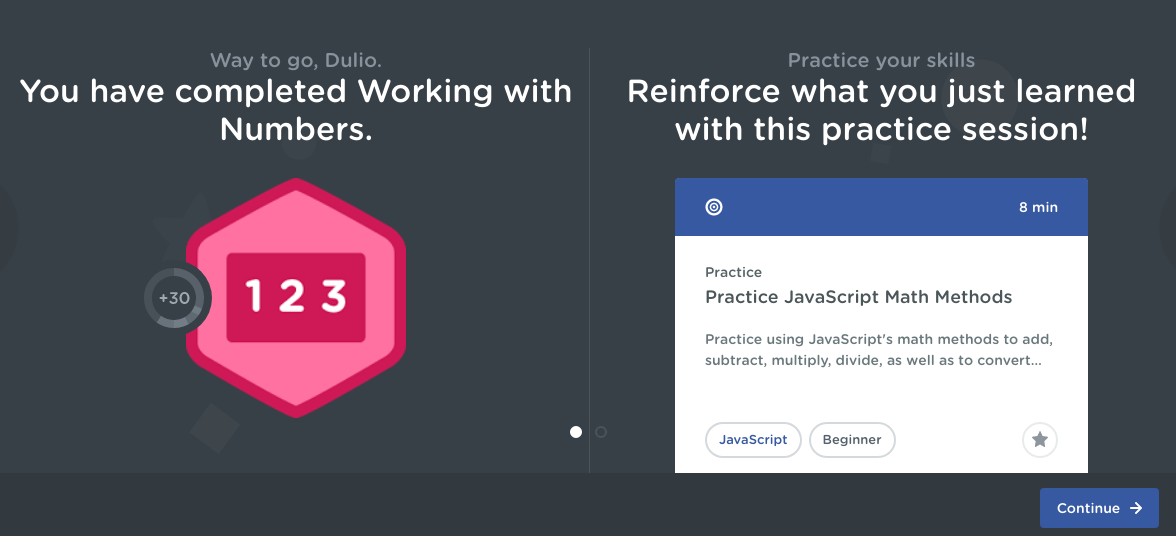 Way to go, Dulio.
You have completed Working with
Numbers.
+30
1 2 3
Practice your skills
Reinforce what you just learned
with this practice session!
8 min
Practice
Practice JavaScript Math Methods
Practice using JavaScript's math methods to add,
subtract, multiply, divide, as well as to convert...
JavaScript
Beginner
Continue